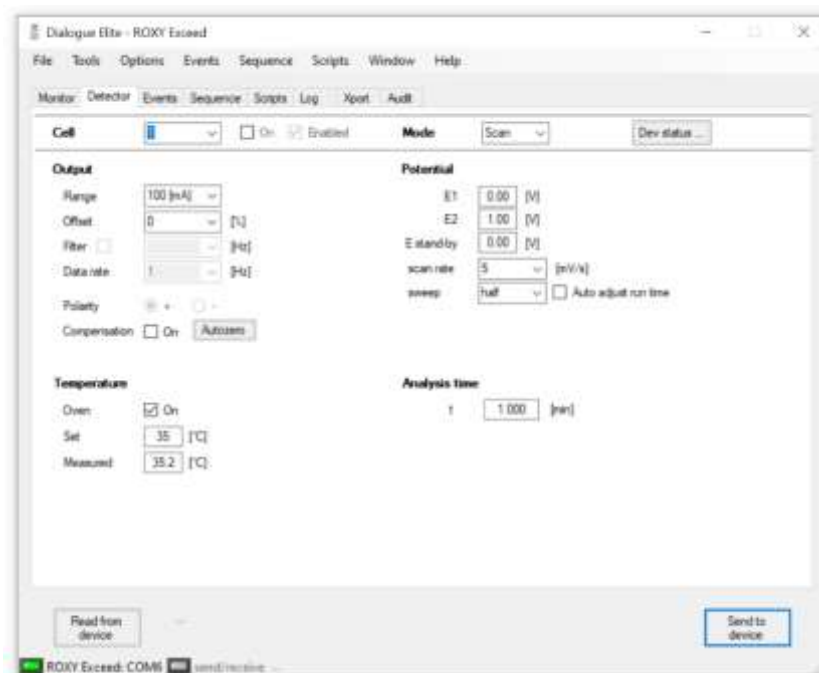 Dialogue Elite - ROXY Exceed
File Tools Options Events Sequence Scripts Window Help
Monitor Detector Events Sequence Scripts Log Xport Audit
Cell On Enabled Mode Scan Dev status ...
Output Potential
Range 100 [mA] E1 0.00 [V]
Offset 0 [%] E2 1.00 [V]
Filter [Hz] E stand-by 0.00 [V]
Data rate 1 [Hz] scan rate 5 [mV/s]
sweep half Auto adjust run time
Polarity + -
Compensation On Autozero
Temperature Analysis time
Oven On t 1.000 [min]
Set 35 [°C]
Measured 35.2 [°C]
Read from
device
Send to
device
ROXY Exceed: COM6 send/receive ...